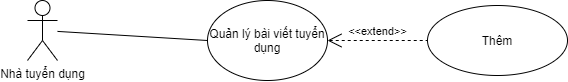 Quản lý bài viết tuyển
dụng
<<extend>>
Thêm
Nhà tuyển dụng